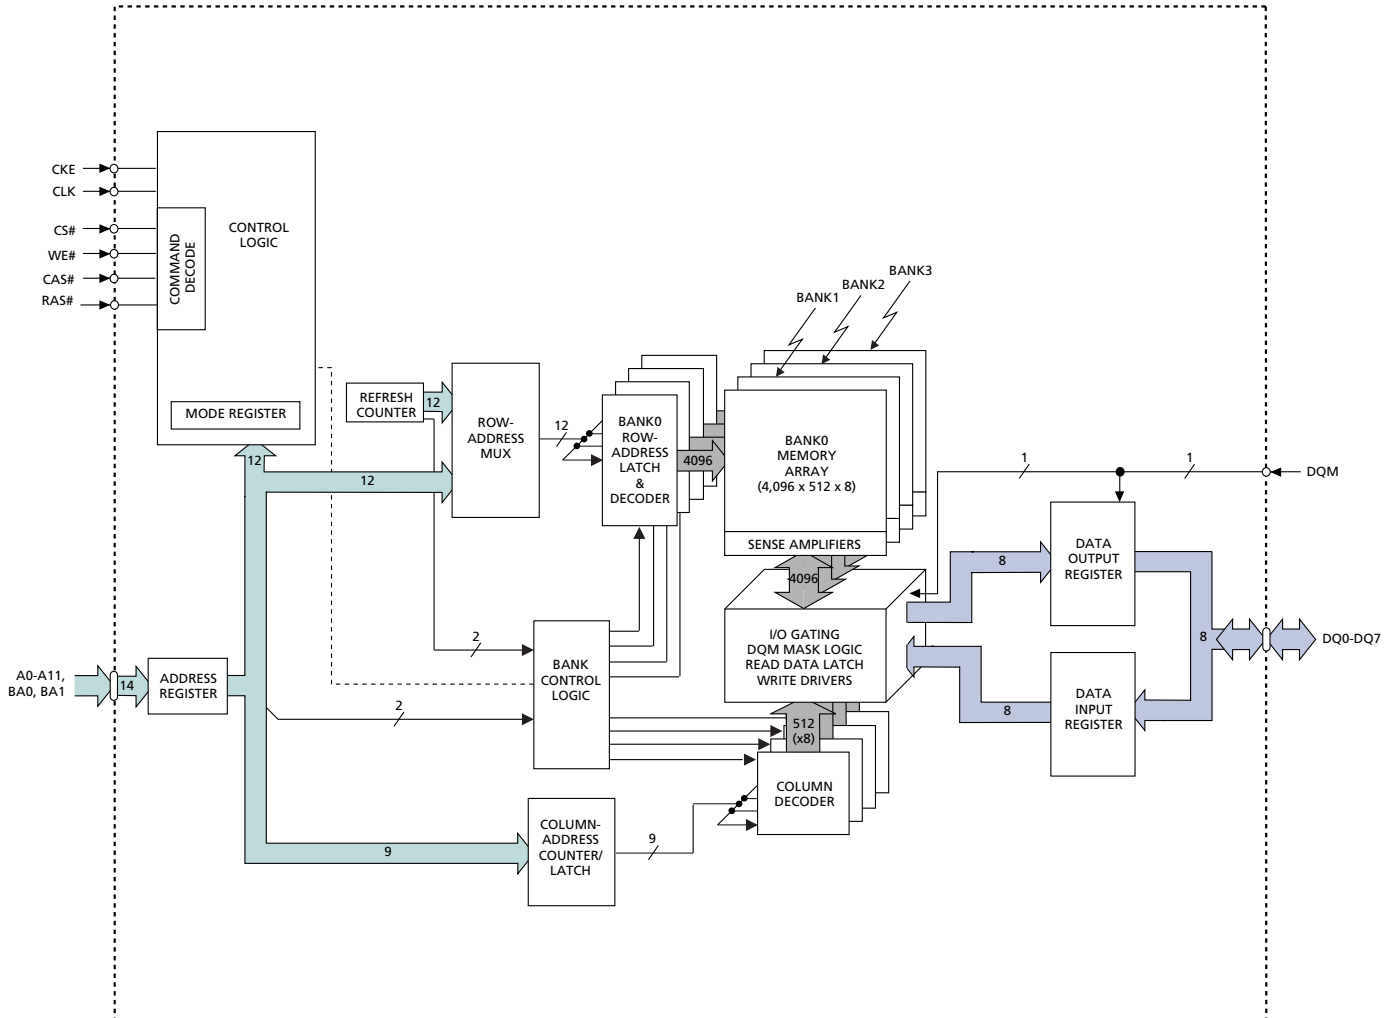 CKE
CLK
CS#
WE#
CAS#
RAS#
COMMAND
DECODE
CONTROL
LOGIC
MODE REGISTER
12
12
REFRESH
COUNTER
12
ROW-
ADDRESS
MUX
12
BANK0
ROW-
ADDRESS
LATCH
&
DECODER
4096
BANK1
BANK2
BANK3
BANK0
MEMORY
ARRAY
(4,096 x 512 x 8)
SENSE AMPLIFIERS
4096
I/O GATING
DQM MASK LOGIC
READ DATA LATCH
WRITE DRIVERS
512
(x8)
COLUMN
DECODER
A0-A11,
BA0, BA1
14
ADDRESS
REGISTER
2
2
BANK
CONTROL
LOGIC
9
COLUMN-
ADDRESS
COUNTER/
LATCH
9
1
1
DQM
8
DATA
OUTPUT
REGISTER
8
DQ0-DQ7
8
DATA
INPUT
REGISTER